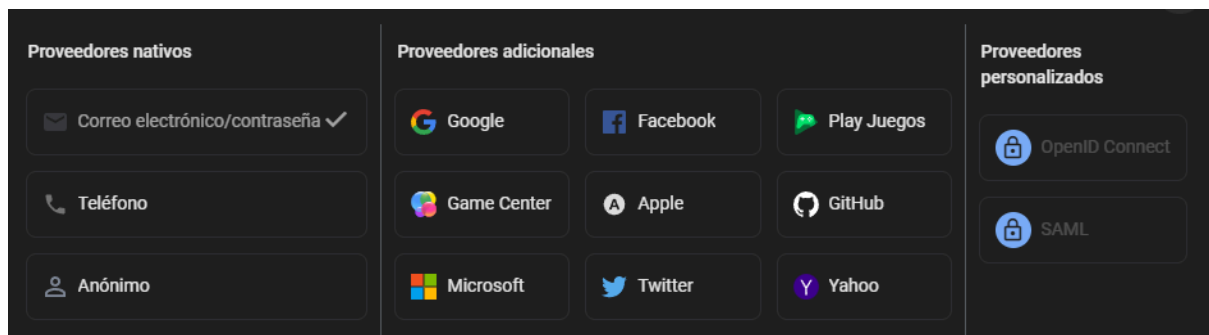 Proveedores nativos
Correo electrónico/contraseña
Teléfono
Anónimo
Proveedores adicionales
Google
Facebook
Play Juegos
Game Center
Apple
GitHub
Microsoft
Twitter
Yahoo
Proveedores
personalizados
OpenID Connect
SAML